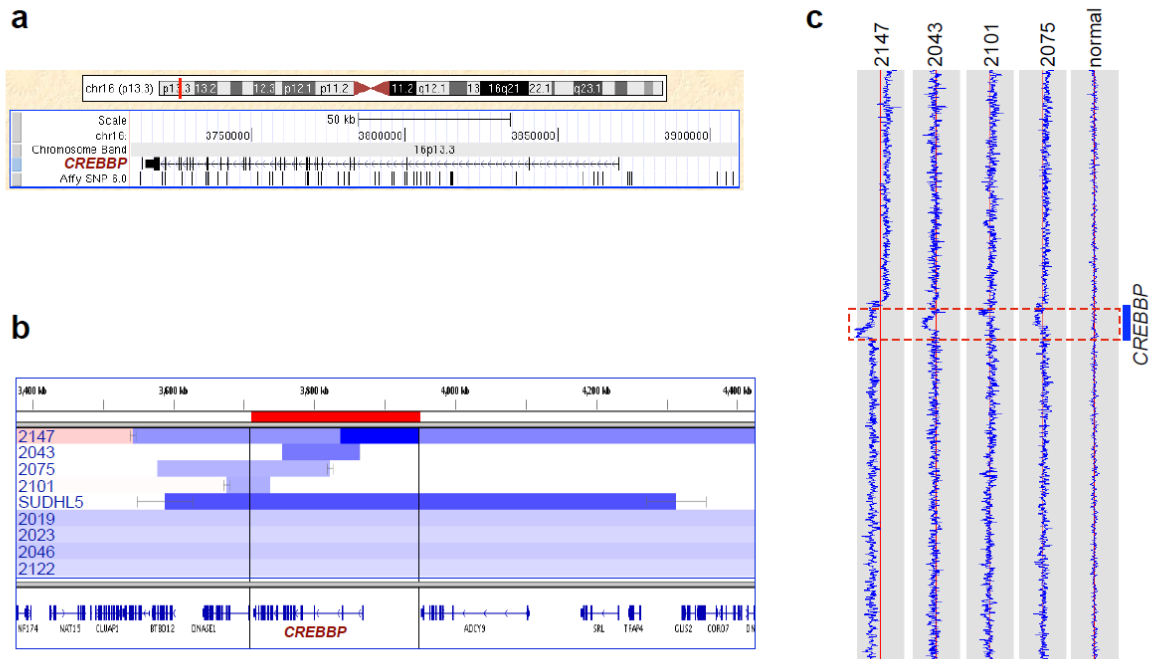 a
chr16 (p13.3) p13.3 13.2 12.3 p12.1 p11.2 11.2 q12.1 13 16q21 22.1 q23.1
Scale 50 kb
chr16: 3750000 3800000 3850000 3900000
Chromosome Band 16p13.3
CREBBP
Affy SNP 6.0
b
3,400 kb 3,600 kb 3,800 kb 4,000 kb 4,200 kb 4,400 kb
2147
2043
2075
2101
SUDHL5
2019
2023
2046
2122
NF174 NAT15 CLUAP1 BTBD12 DNASE1 CREBBP ADCY9 SRL TFAP4 GLIS2 CORO7 DN
c
2147 2043 2101 2075 normal
CREBBP